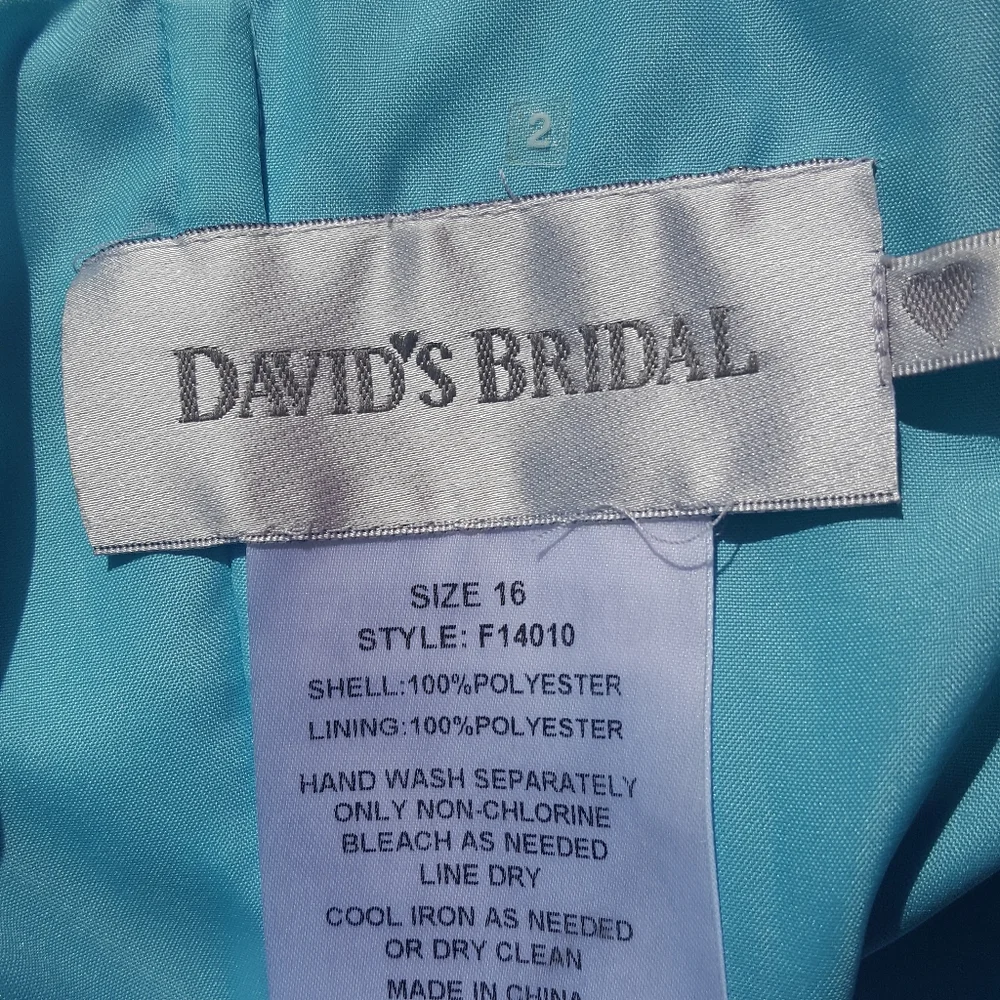 2
DAVID'S BRIDAL
SIZE 16
STYLE: F14010
SHELL:100%POLYESTER
LINING:100%POLYESTER
HAND WASH SEPARATELY
ONLY NON-CHLORINE
BLEACH AS NEEDED
LINE DRY
COOL IRON AS NEEDED
OR DRY CLEAN
MADE IN CHINA